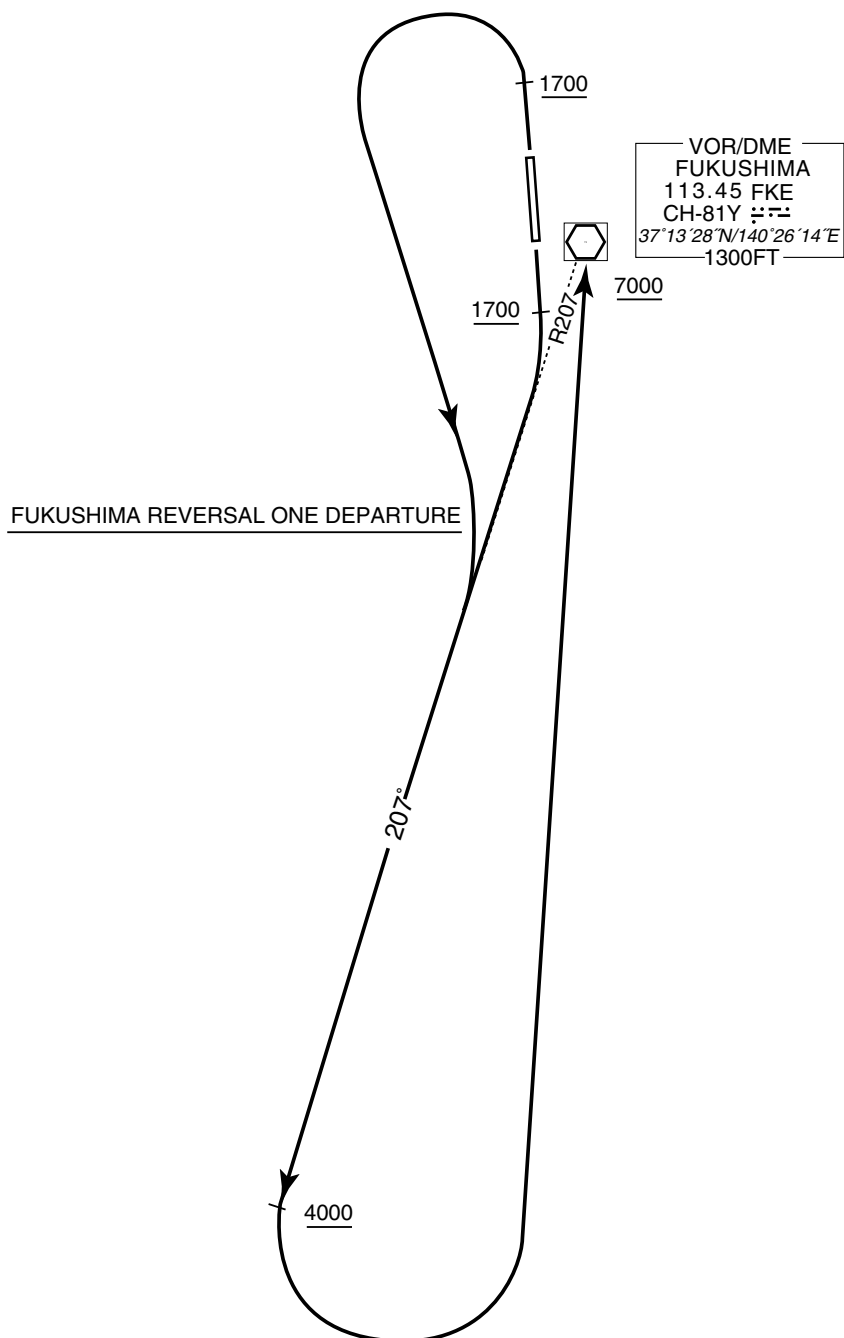 1700
VOR/DME
FUKUSHIMA
113.45 FKE
CH-81Y
37°13´28˝N/140°26´14˝E
1300FT
7000
1700
R207
FUKUSHIMA REVERSAL ONE DEPARTURE
207°
4000